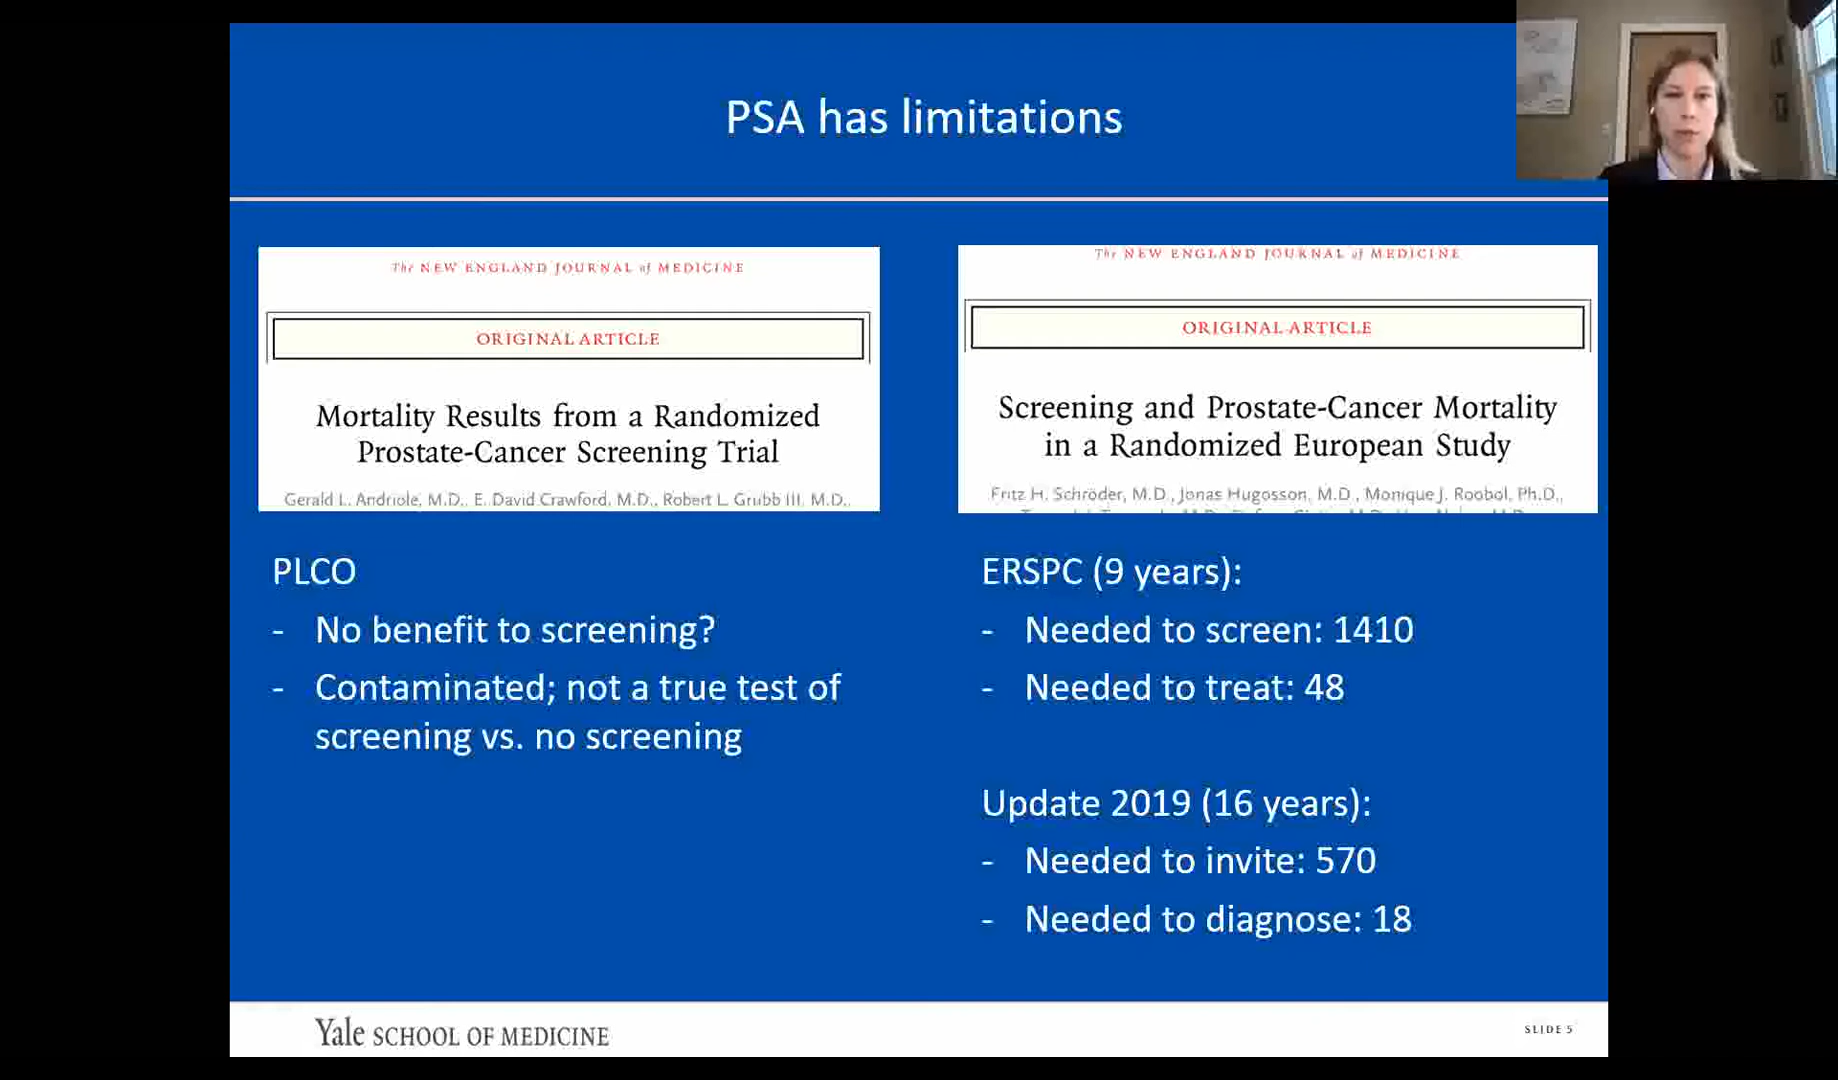 PSA has limitations
The NEW ENGLAND JOURNAL of MEDICINE
ORIGINAL ARTICLE
Mortality Results from a Randomized
Prostate-Cancer Screening Trial
Gerald L. Andriole, M.D., E. David Crawford, M.D., Robert L. Grubb III, M.D.,
The NEW ENGLAND JOURNAL of MEDICINE
ORIGINAL ARTICLE
Screening and Prostate-Cancer Mortality
in a Randomized European Study
Fritz H. Schröder, M.D., Jonas Hugosson, M.D., Monique J. Roobol, Ph.D.,
PLCO
- No benefit to screening?
- Contaminated; not a true test of
screening vs. no screening
ERSPC (9 years):
- Needed to screen: 1410
- Needed to treat: 48
Update 2019 (16 years):
- Needed to invite: 570
- Needed to diagnose: 18
Yale SCHOOL OF MEDICINE
SLIDE 5